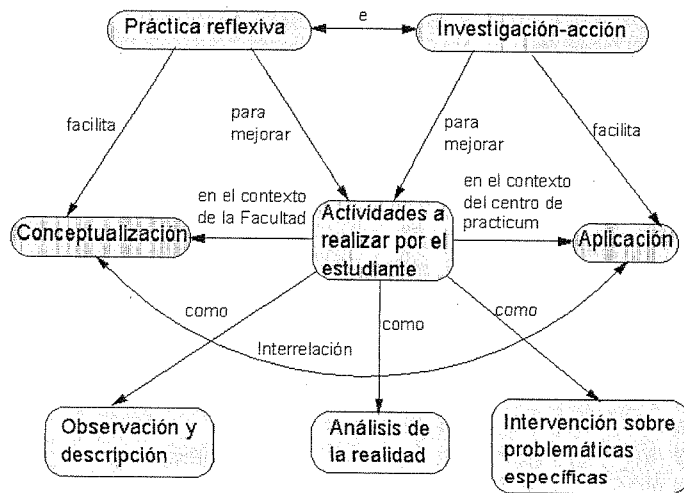 Práctica reflexiva
e
Investigación-acción
facilita
para
mejorar
para
mejorar
facilita
en el contexto
de la Facultad
en el contexto
del centro de
practicum
Conceptualización
Actividades a
realizar por el
estudiante
Aplicación
como
como
como
Interrelación
Observación y
descripción
Análisis de
la realidad
Intervención sobre
problemáticas
específicas